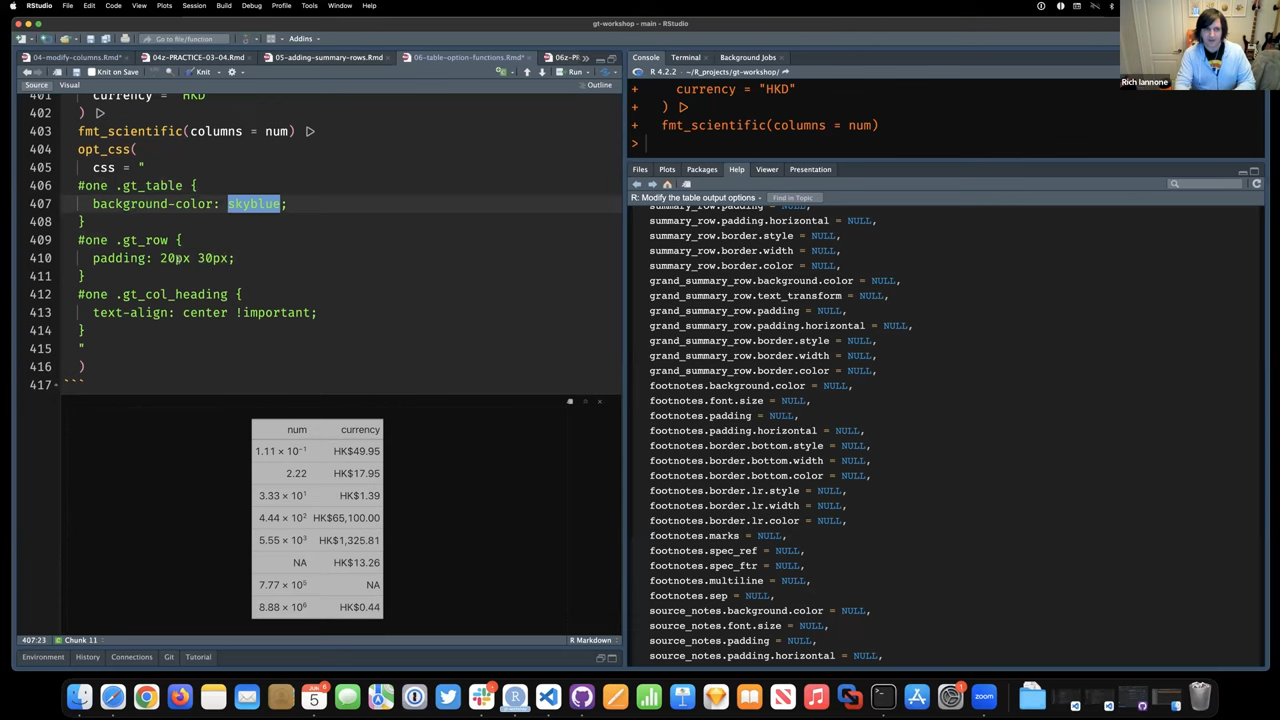 RStudio File Edit Code View Plots Session Build Debug Profile Tools Window Help
gt-workshop - main - RStudio
Go to file/function Addins
04-modify-columns.Rmd* 04z-PRACTICE-03-04.Rmd 05-adding-summary-rows.Rmd 06-table-option-functions.Rmd*
Knit on Save Knit Run
Source Visual Outline
401 currency = "HKD"
402 ) ▷
403 fmt_scientific(columns = num) ▷
404 opt_css(
405 css = "
406 #one .gt_table {
407 background-color: skyblue;
408 }
409 #one .gt_row {
410 padding: 20px 30px;
411 }
412 #one .gt_col_heading {
413 text-align: center !important;
414 }
415 "
416 )
417 ```
num currency
1.11 × 10⁻¹ HK$49.95
2.22 HK$17.95
3.33 × 10¹ HK$1.39
4.44 × 10² HK$65,100.00
5.55 × 10³ HK$1,325.81
NA HK$13.26
7.77 × 10⁵ NA
8.88 × 10⁶ HK$0.44
407:23 Chunk 11 R Markdown
Environment History Connections Git Tutorial
Console Terminal Background Jobs
R 4.2.2 · ~/R_projects/gt-workshop/
+ currency = "HKD"
+ ) ▷
+ fmt_scientific(columns = num)
>
Files Plots Packages Help Viewer Presentation
R: Modify the table output options Find in Topic
summary_row.padding = NULL,
summary_row.padding.horizontal = NULL,
summary_row.border.style = NULL,
summary_row.border.width = NULL,
summary_row.border.color = NULL,
grand_summary_row.background.color = NULL,
grand_summary_row.text_transform = NULL,
grand_summary_row.padding = NULL,
grand_summary_row.padding.horizontal = NULL,
grand_summary_row.border.style = NULL,
grand_summary_row.border.width = NULL,
grand_summary_row.border.color = NULL,
footnotes.background.color = NULL,
footnotes.font.size = NULL,
footnotes.padding = NULL,
footnotes.padding.horizontal = NULL,
footnotes.border.bottom.style = NULL,
footnotes.border.bottom.width = NULL,
footnotes.border.bottom.color = NULL,
footnotes.border.lr.style = NULL,
footnotes.border.lr.width = NULL,
footnotes.border.lr.color = NULL,
footnotes.marks = NULL,
footnotes.spec_ref = NULL,
footnotes.spec_ftr = NULL,
footnotes.multiline = NULL,
footnotes.sep = NULL,
source_notes.background.color = NULL,
source_notes.font.size = NULL,
source_notes.padding = NULL,
source_notes.padding.horizontal = NULL,
Rich Iannone
zoom